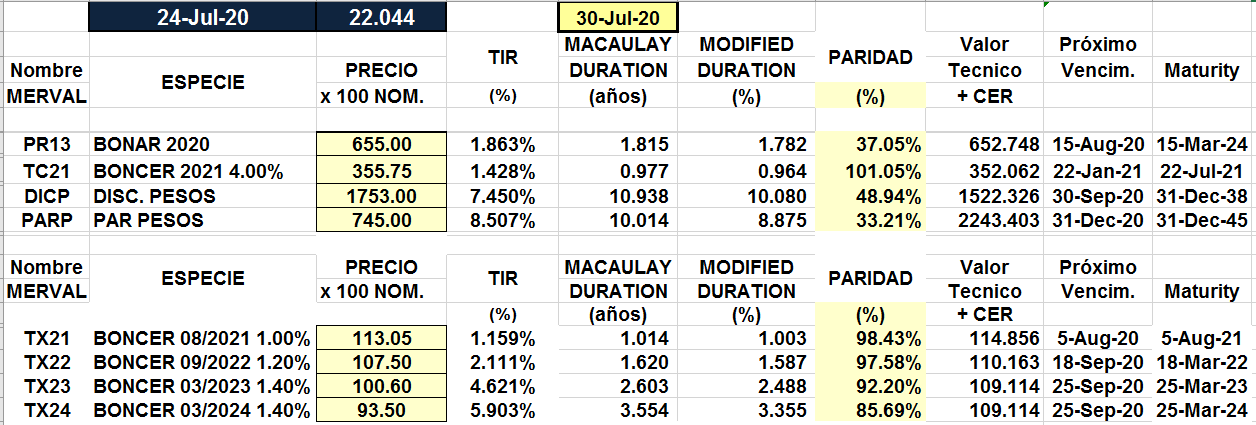 24-Jul-20 22.044 30-Jul-20
MACAULAY MODIFIED Valor Próximo
TIR PARIDAD
Nombre PRECIO DURATION DURATION Tecnico Vencim. Maturity
ESPECIE
MERVAL x 100 NOM. (%) (años) (%) (%) + CER
PR13 BONAR 2020 655.00 1.863% 1.815 1.782 37.05% 652.748 15-Aug-20 15-Mar-24
TC21 BONCER 2021 4.00% 355.75 1.428% 0.977 0.964 101.05% 352.062 22-Jan-21 22-Jul-21
DICP DISC. PESOS 1753.00 7.450% 10.938 10.080 48.94% 1522.326 30-Sep-20 31-Dec-38
PARP PAR PESOS 745.00 8.507% 10.014 8.875 33.21% 2243.403 31-Dec-20 31-Dec-45
Nombre PRECIO MACAULAY MODIFIED Valor Próximo
ESPECIE TIR PARIDAD
MERVAL x 100 NOM. DURATION DURATION Tecnico Vencim. Maturity
(%) (años) (%) (%) + CER
TX21 BONCER 08/2021 1.00% 113.05 1.159% 1.014 1.003 98.43% 114.856 5-Aug-20 5-Aug-21
TX22 BONCER 09/2022 1.20% 107.50 2.111% 1.620 1.587 97.58% 110.163 18-Sep-20 18-Mar-22
TX23 BONCER 03/2023 1.40% 100.60 4.621% 2.603 2.488 92.20% 109.114 25-Sep-20 25-Mar-23
TX24 BONCER 03/2024 1.40% 93.50 5.903% 3.554 3.355 85.69% 109.114 25-Sep-20 25-Mar-24